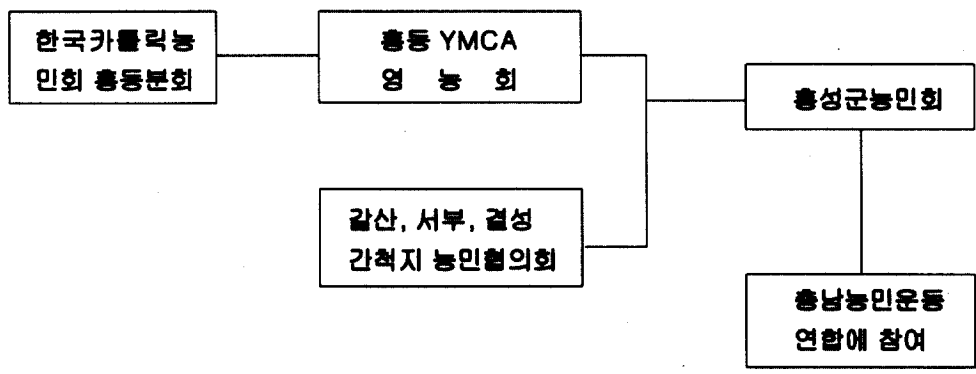 한국카톨릭농
민회 홍동분회
홍동 YMCA
영 농 회
홍성군농민회
갈산, 서부, 결성
간척지 농민협의회
충남농민운동
연합에 참여